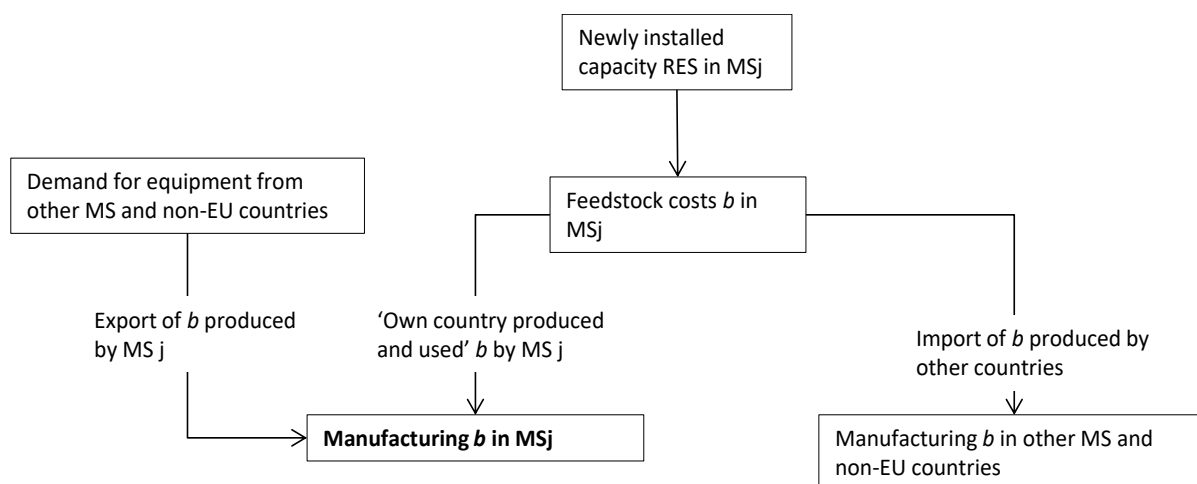 Newly installed
capacity RES in MSj
Demand for equipment from
other MS and non-EU countries
Feedstock costs b in
MSj
Export of b produced
by MS j
‘Own country produced
and used’ b by MS j
Import of b produced by
other countries
Manufacturing b in MSj
Manufacturing b in other MS and
non-EU countries